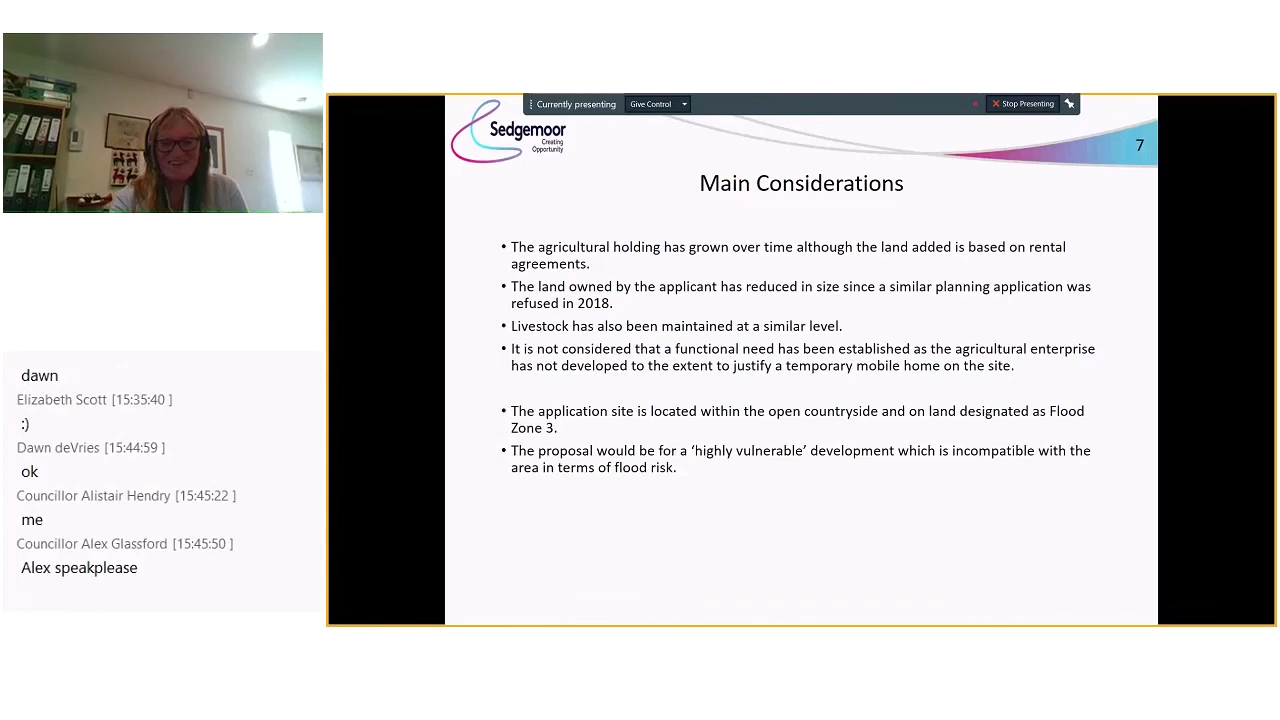 Currently presenting
Give Control
Stop Presenting
Sedgemoor
Creating
Opportunity
7
Main Considerations
• The agricultural holding has grown over time although the land added is based on rental
agreements.
• The land owned by the applicant has reduced in size since a similar planning application was
refused in 2018.
• Livestock has also been maintained at a similar level.
• It is not considered that a functional need has been established as the agricultural enterprise
has not developed to the extent to justify a temporary mobile home on the site.
• The application site is located within the open countryside and on land designated as Flood
Zone 3.
• The proposal would be for a ‘highly vulnerable’ development which is incompatible with the
area in terms of flood risk.
dawn
Elizabeth Scott [15:35:40 ]
:)
Dawn deVries [15:44:59 ]
ok
Councillor Alistair Hendry [15:45:22 ]
me
Councillor Alex Glassford [15:45:50 ]
Alex speakplease